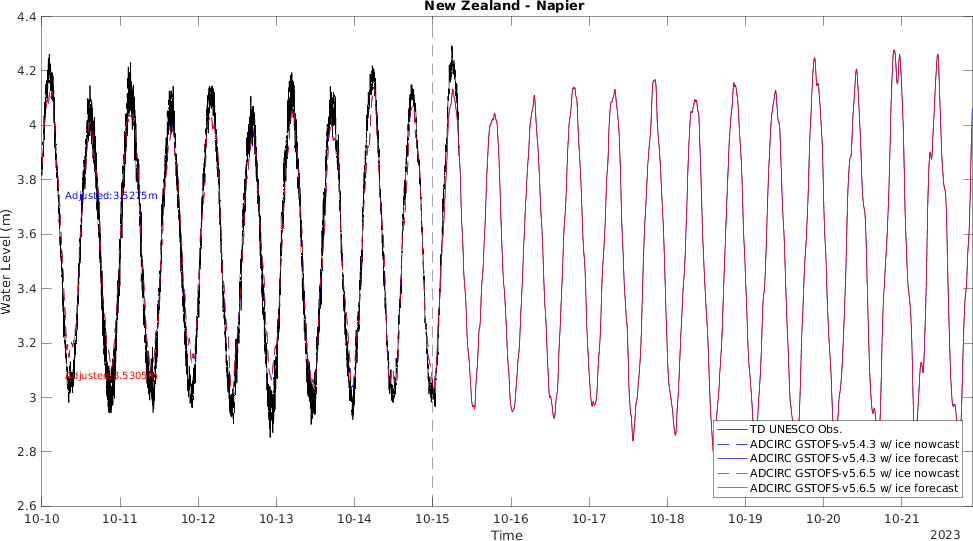 New Zealand - Napier
4.4
4.2
4
3.8
3.6
3.4
3.2
3
2.8
2.6
Water Level (m)
Adjusted:3.5275m
Adjusted:3.5305m
TD UNESCO Obs.
ADCIRC GSTOFS-v5.4.3 w/ ice nowcast
ADCIRC GSTOFS-v5.4.3 w/ ice forecast
ADCIRC GSTOFS-v5.6.5 w/ ice nowcast
ADCIRC GSTOFS-v5.6.5 w/ ice forecast
10-10 10-11 10-12 10-13 10-14 10-15 10-16 10-17 10-18 10-19 10-20 10-21
Time
2023